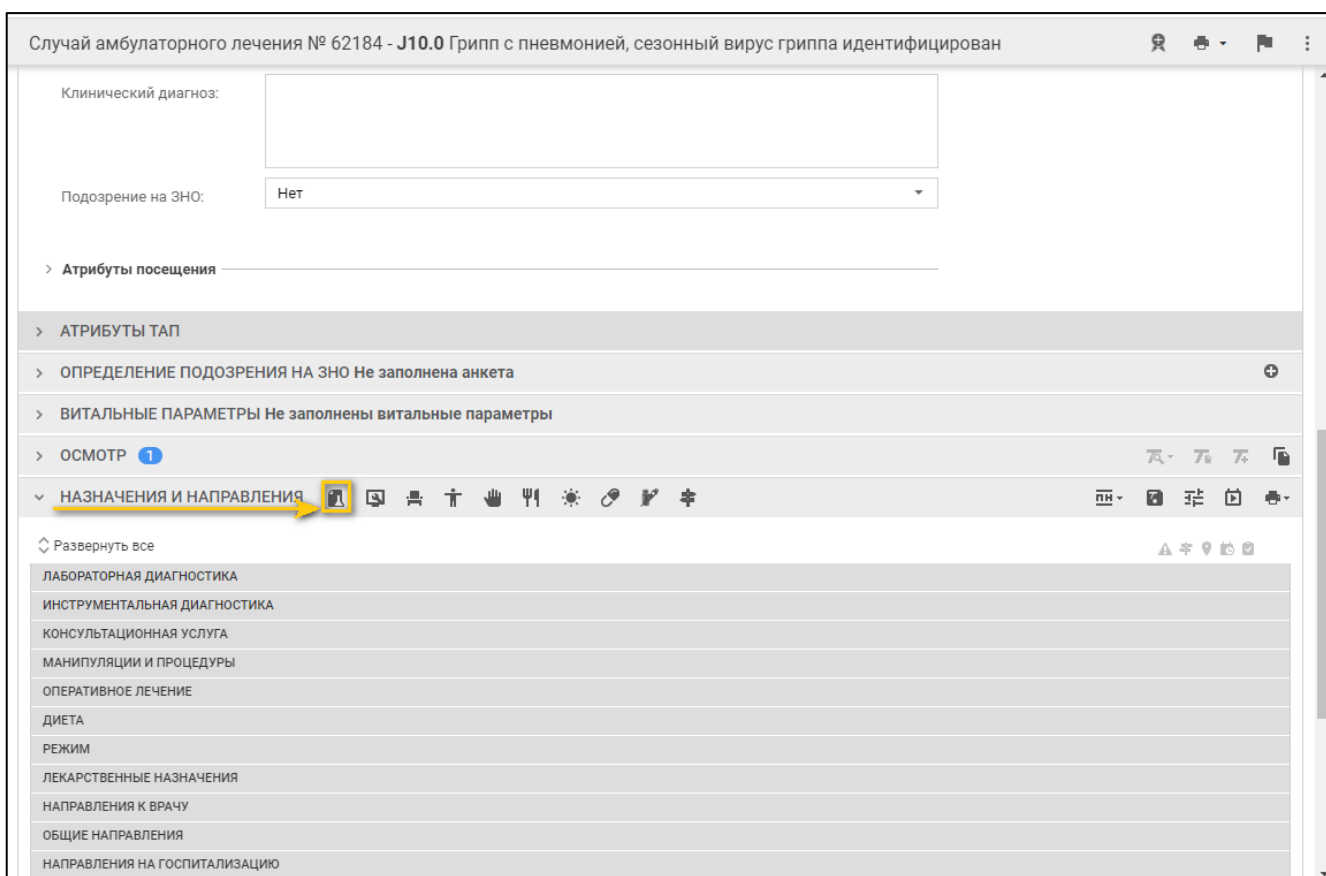 Случай амбулаторного лечения № 62184 - J10.0 Грипп с пневмонией, сезонный вирус гриппа идентифицирован
Клинический диагноз:
Подозрение на ЗНО: Нет
Атрибуты посещения
АТРИБУТЫ ТАП
ОПРЕДЕЛЕНИЕ ПОДОЗРЕНИЯ НА ЗНО Не заполнена анкета
ВИТАЛЬНЫЕ ПАРАМЕТРЫ Не заполнены витальные параметры
ОСМОТР 1
НАЗНАЧЕНИЯ И НАПРАВЛЕНИЯ ПН
Развернуть все
ЛАБОРАТОРНАЯ ДИАГНОСТИКА
ИНСТРУМЕНТАЛЬНАЯ ДИАГНОСТИКА
КОНСУЛЬТАЦИОННАЯ УСЛУГА
МАНИПУЛЯЦИИ И ПРОЦЕДУРЫ
ОПЕРАТИВНОЕ ЛЕЧЕНИЕ
ДИЕТА
РЕЖИМ
ЛЕКАРСТВЕННЫЕ НАЗНАЧЕНИЯ
НАПРАВЛЕНИЯ К ВРАЧУ
ОБЩИЕ НАПРАВЛЕНИЯ
НАПРАВЛЕНИЯ НА ГОСПИТАЛИЗАЦИЮ